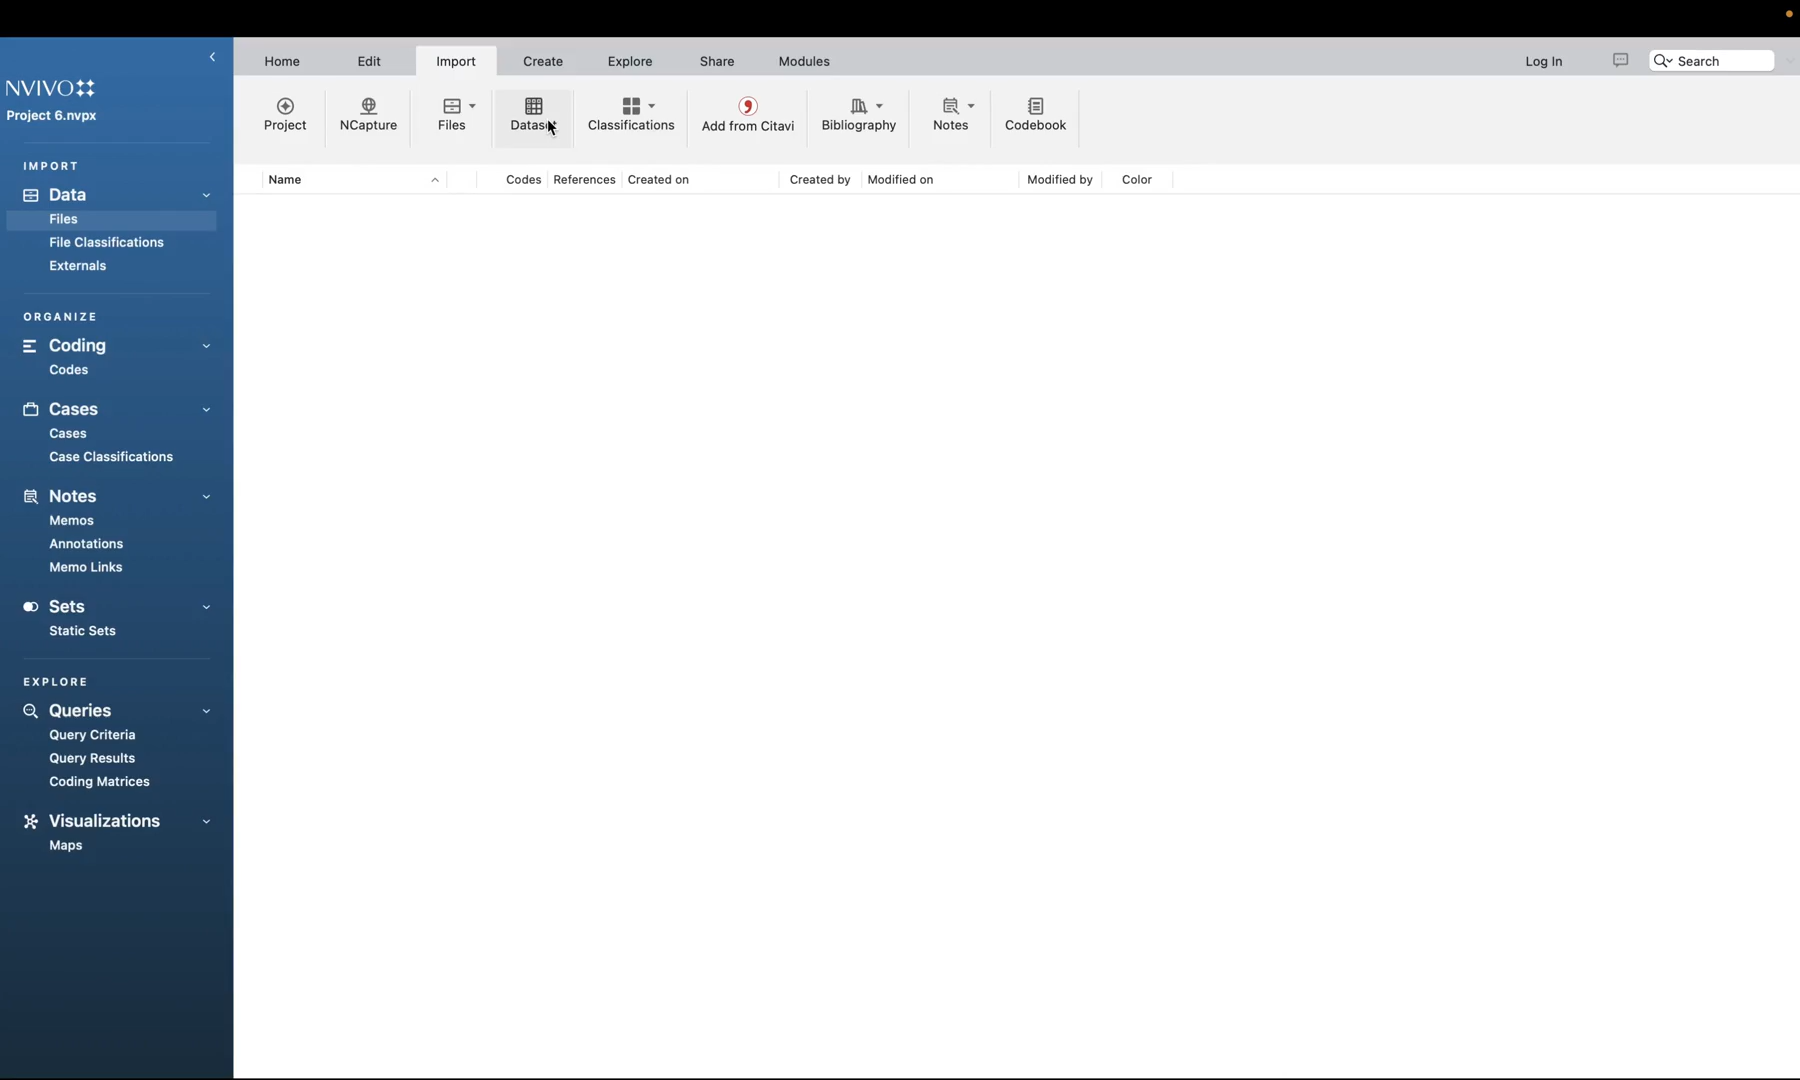 Home Edit Import Create Explore Share Modules Log In Search
NVIVO
Project 6.nvpx
Project NCapture Files Classifications Add from Citavi Bibliography Notes Codebook
IMPORT
Data
Files
File Classifications
Externals
ORGANIZE
Coding
Codes
Cases
Cases
Case Classifications
Notes
Memos
Annotations
Memo Links
Sets
Static Sets
EXPLORE
Queries
Query Criteria
Query Results
Coding Matrices
Visualizations
Maps
Name Codes References Created on Created by Modified on Modified by Color